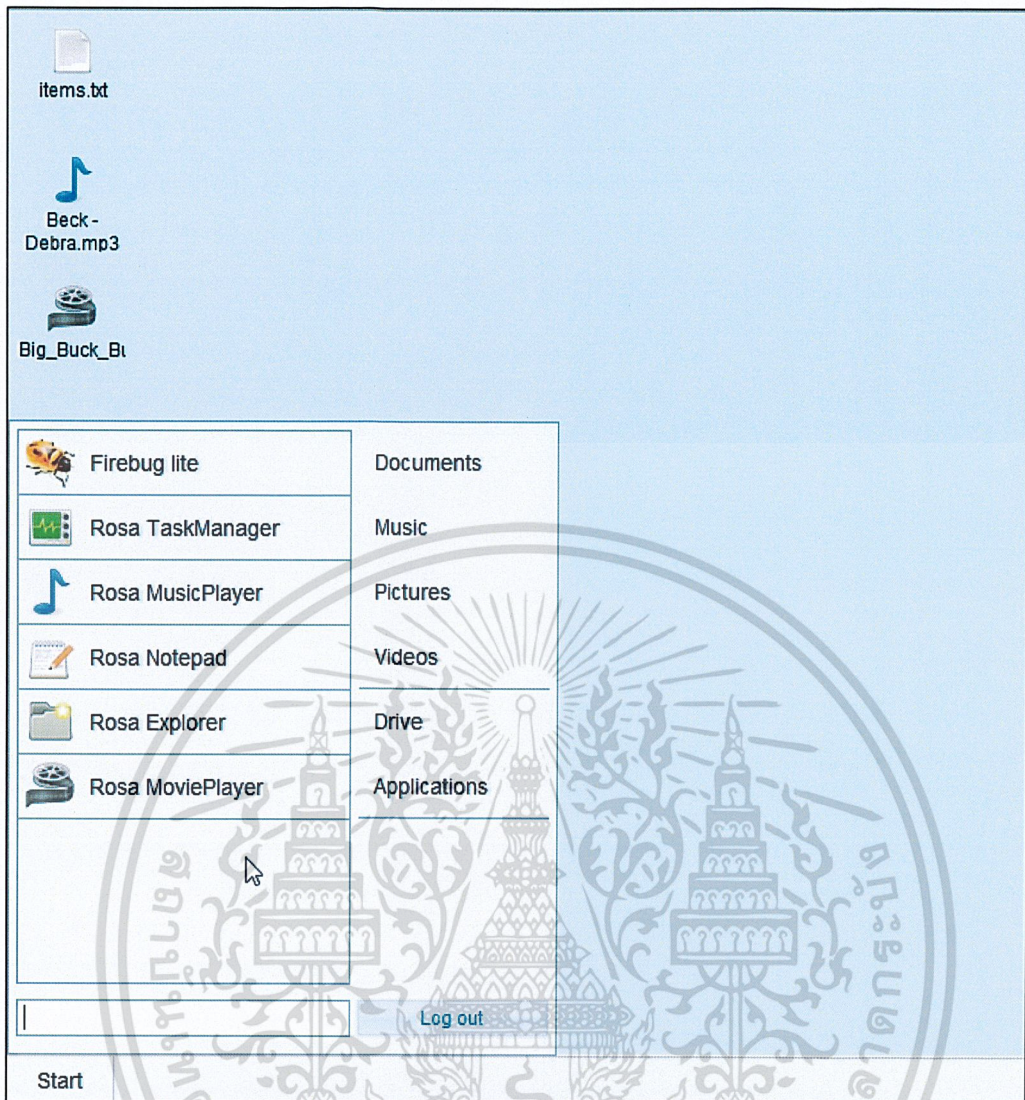 items.txt
Beck -
Debra.mp3
Big_Buck_Bu
Firebug lite
Rosa TaskManager
Rosa MusicPlayer
Rosa Notepad
Rosa Explorer
Rosa MoviePlayer
Documents
Music
Pictures
Videos
Drive
Applications
Log out
Start